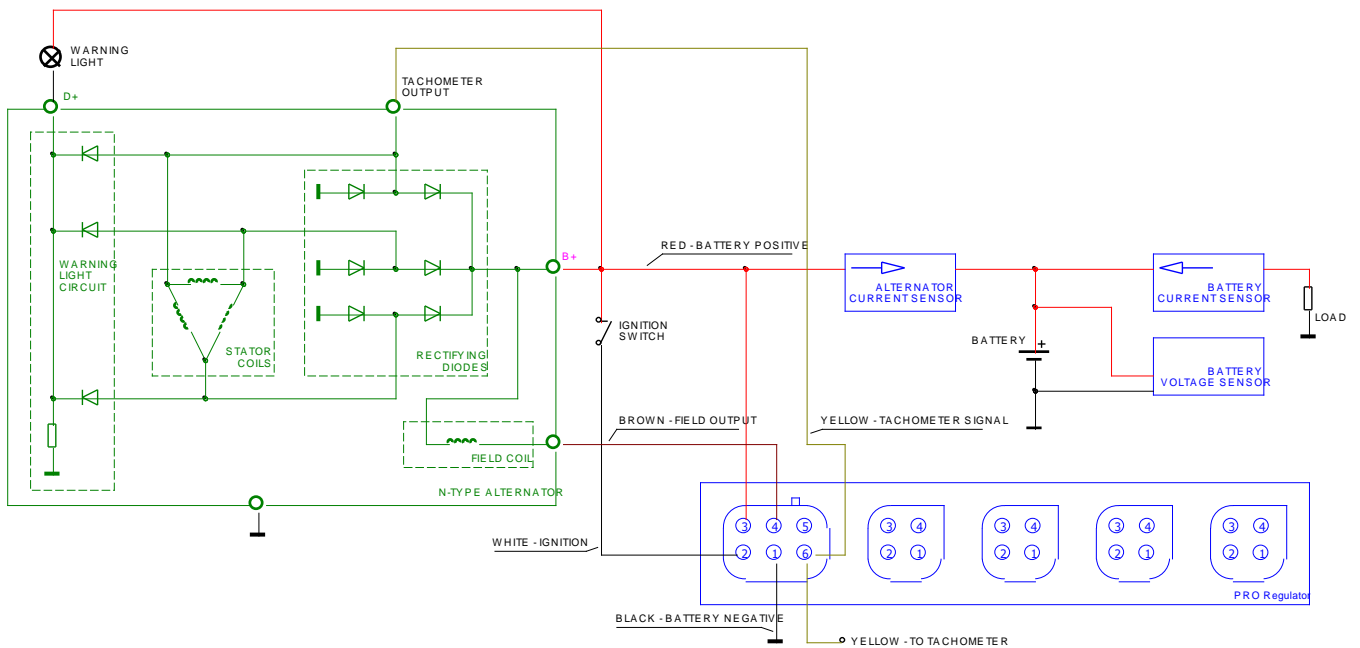 WARNING
LIGHT
D+
TACHOMETER
OUTPUT
WARNING
LIGHT
CIRCUIT
STATOR
COILS
RECTIFYING
DIODES
B+
RED - BATTERY POSITIVE
IGNITION
SWITCH
ALTERNATOR
CURRENT SENSOR
BATTERY
CURRENT SENSOR
LOAD
BATTERY
+
BATTERY
VOLTAGE SENSOR
BROWN - FIELD OUTPUT
YELLOW - TACHOMETER SIGNAL
FIELD COIL
N-TYPE ALTERNATOR
WHITE - IGNITION
3 4 5
2 1 6
3 4
2 1
3 4
2 1
3 4
2 1
3 4
2 1
PRO Regulator
BLACK - BATTERY NEGATIVE
YELLOW - TO TACHOMETER